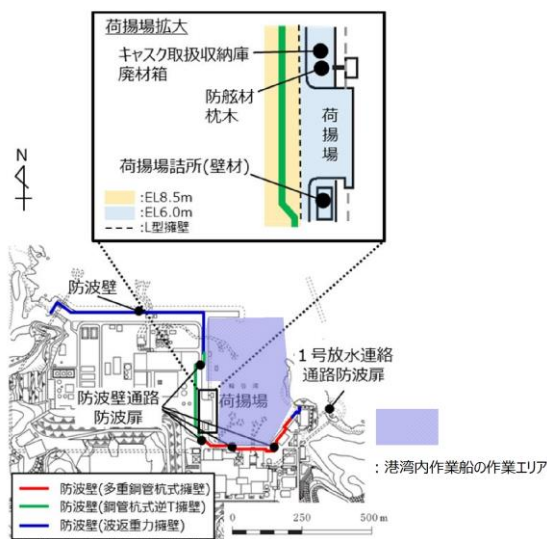 荷揚場拡大
キャスク取扱収納庫
廃材箱
防舷材
枕木
荷揚場
荷揚場詰所(壁材)
:EL8.5m
:EL6.0m
:L型擁壁
N
防波壁
1号放水連絡
通路防波扉
防波壁通路
防波扉
荷揚場
:港湾内作業船の作業エリア
防波壁(多重鋼管杭式擁壁)
防波壁(鋼管杭式逆T擁壁)
防波壁(波返重力擁壁)
0 250 500 m